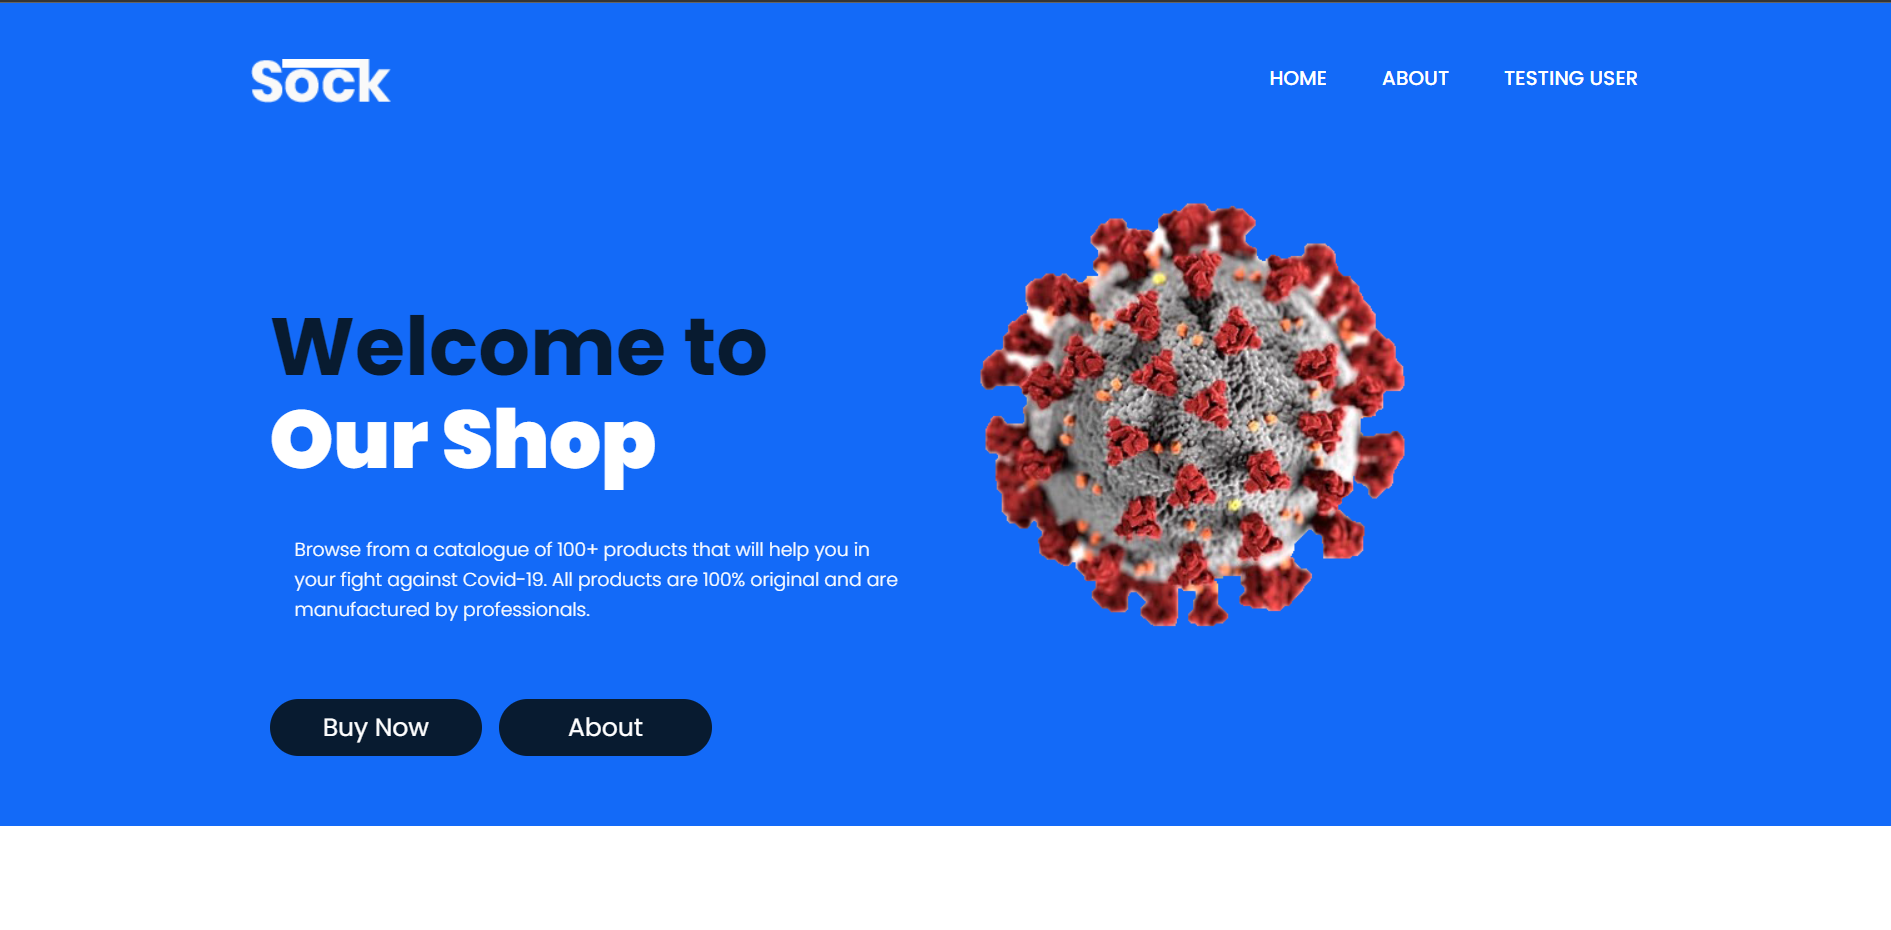 Sock
HOME ABOUT TESTING USER
Welcome to
Our Shop
Browse from a catalogue of 100+ products that will help you in
your fight against Covid-19. All products are 100% original and are
manufactured by professionals.
Buy Now About